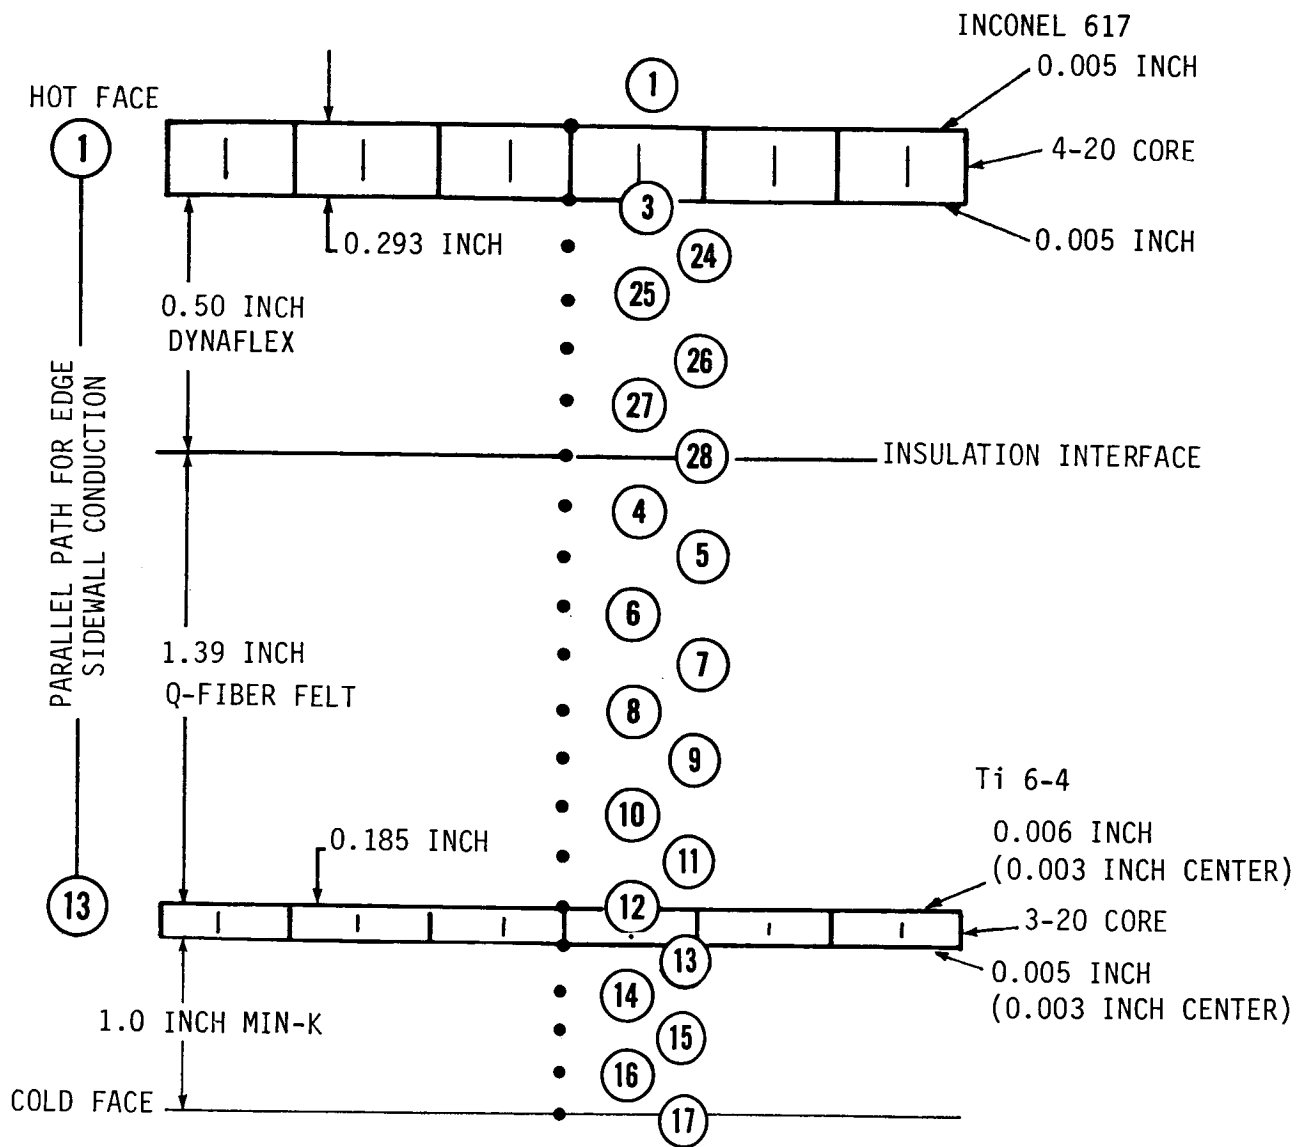 INCONEL 617
0.005 INCH
HOT FACE
1
1
4-20 CORE
3
0.293 INCH
0.005 INCH
24
25
0.50 INCH
DYNAFLEX
26
27
28
INSULATION INTERFACE
PARALLEL PATH FOR EDGE
SIDEWALL CONDUCTION
4
5
6
1.39 INCH
Q-FIBER FELT
7
8
9
10
Ti 6-4
0.006 INCH
(0.003 INCH CENTER)
0.185 INCH
11
13
12
3-20 CORE
13
0.005 INCH
(0.003 INCH CENTER)
14
1.0 INCH MIN-K
15
16
COLD FACE
17